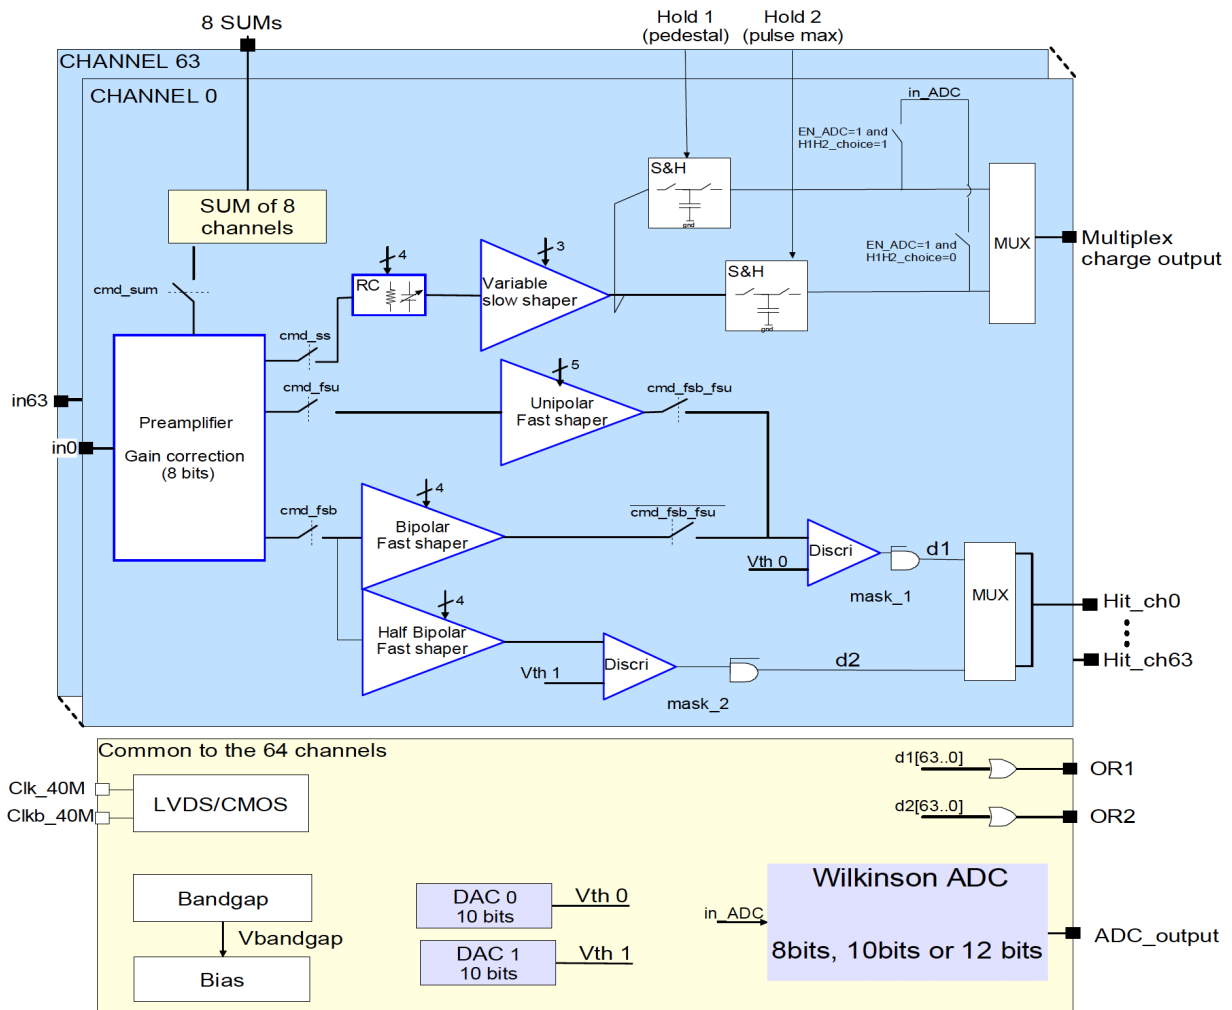 8 SUMs
Hold 1
(pedestal)
Hold 2
(pulse max)
CHANNEL 63
CHANNEL 0
in_ADC
EN_ADC=1 and
H1H2_choice=1
S&H
gnd
SUM of 8
channels
MUX
Multiplex
charge output
EN_ADC=1 and
H1H2_choice=0
4
3
RC
Variable
slow shaper
S&H
gnd
cmd_sum
cmd_ss
cmd_fsu
5
cmd_fsb_fsu
in63
in0
Preamplifier
Gain correction
(8 bits)
Unipolar
Fast shaper
cmd_fsb
4
Bipolar
Fast shaper
cmd_fsb_fsu
Discri
Vth 0
d1
mask_1
MUX
4
Half Bipolar
Fast shaper
Vth 1
Discri
d2
mask_2
Hit_ch0
Hit_ch63
Common to the 64 channels
Clk_40M
Clkb_40M
LVDS/CMOS
d1[63..0]
OR1
d2[63..0]
OR2
Bandgap
Vbandgap
Bias
DAC 0
10 bits
Vth 0
DAC 1
10 bits
Vth 1
in_ADC
Wilkinson ADC
8bits, 10bits or 12 bits
ADC_output